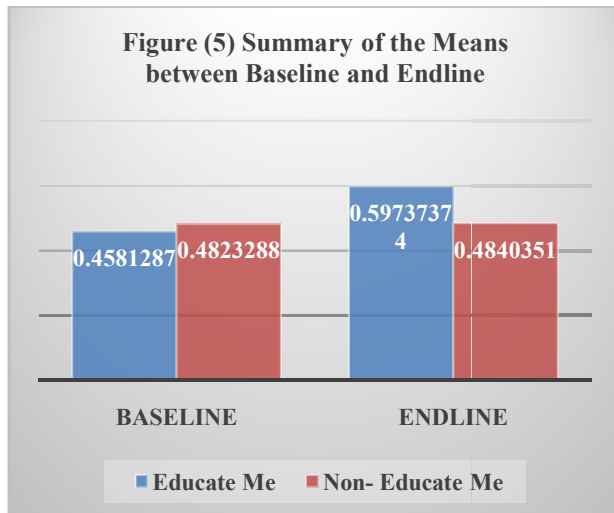 Figure (5) Summary of the Means
between Baseline and Endline
0.4581287
0.4823288
0.5973737
4
0.4840351
BASELINE
ENDLINE
Educate Me
Non- Educate Me